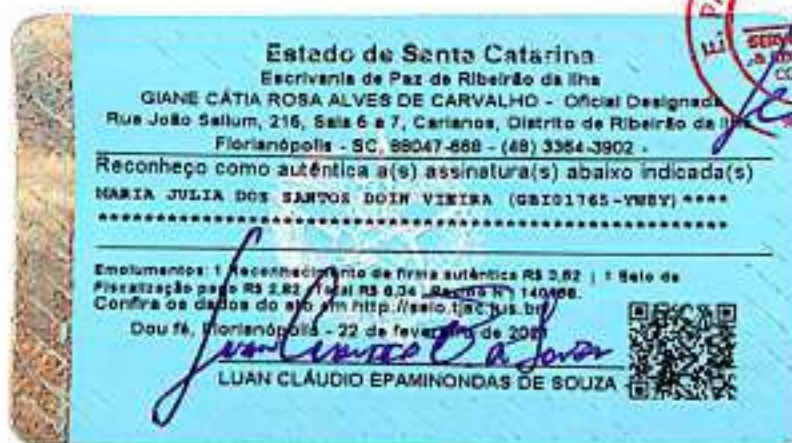 Estado de Santa Catarina
Escrivania de Paz de Ribeirão da Ilha
GIANE CÁTIA ROSA ALVES DE CARVALHO - Oficial Designada
Rua João Sallum, 216, Sala 6 e 7, Carianos, Distrito de Ribeirão da Ilha
Florianópolis - SC, 88047-668 - (48) 3364-3902 -
Reconheço como autêntica a(s) assinatura(s) abaixo indicada(s)
MARIA JULIA DOS SANTOS DOIN VIEIRA (GBI01765-YWBY) ****
Emolumentos: 1 Reconhecimento de firma autêntica R$ 3,52 | 1 Selo de
Fiscalização pago R$ 2,82 | Total R$ 6,34 Recibo Nº
Confira os dados do ato em http://selo.tjsc.jus.br
Dou fé, Florianópolis - 22 de fevereiro de
LUAN CLÁUDIO EPAMINONDAS DE SOUZA
E. PA